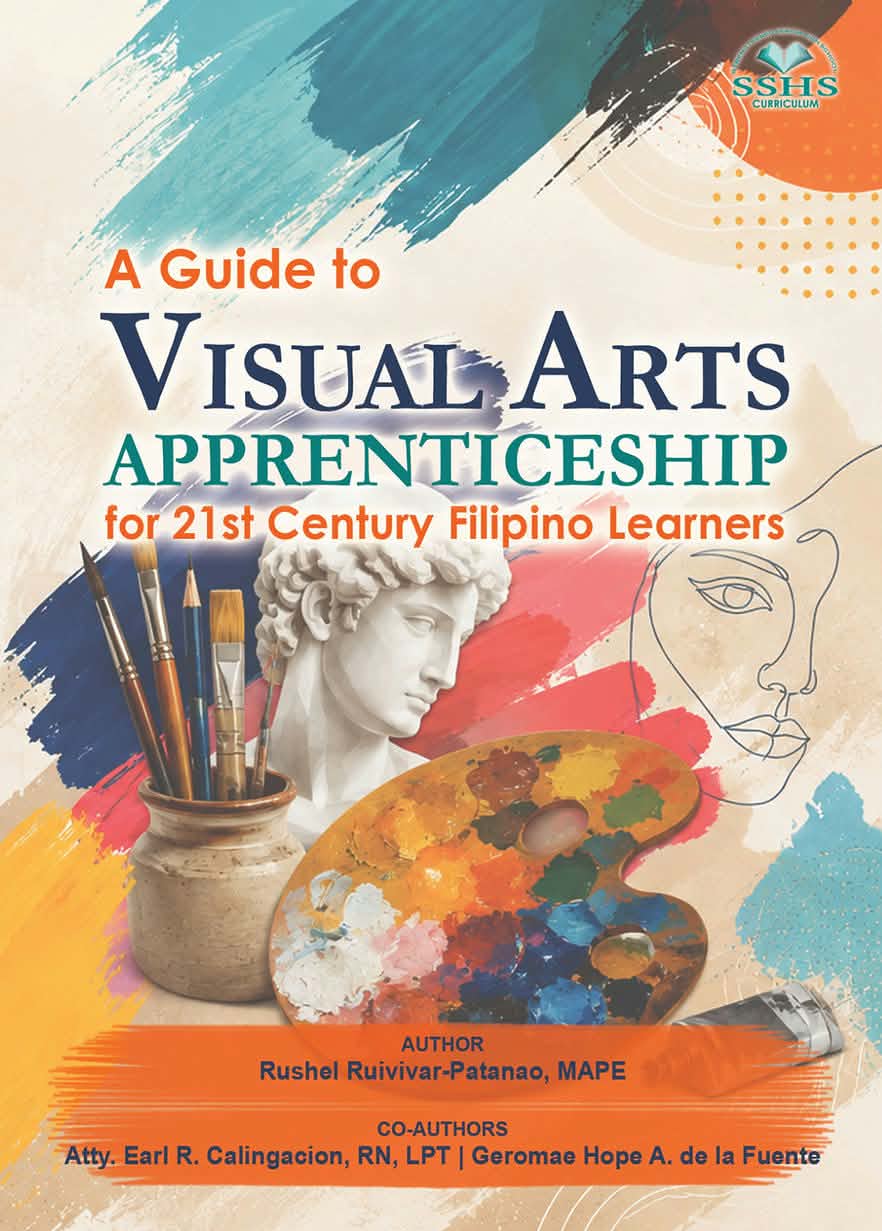 SSHS
CURRICULUM
A Guide to
VISUAL ARTS
APPRENTICESHIP
for 21st Century Filipino Learners
AUTHOR
Rushel Ruivivar-Patanao, MAPE
CO-AUTHORS
Atty. Earl R. Calingacion, RN, LPT | Geromae Hope A. de la Fuente